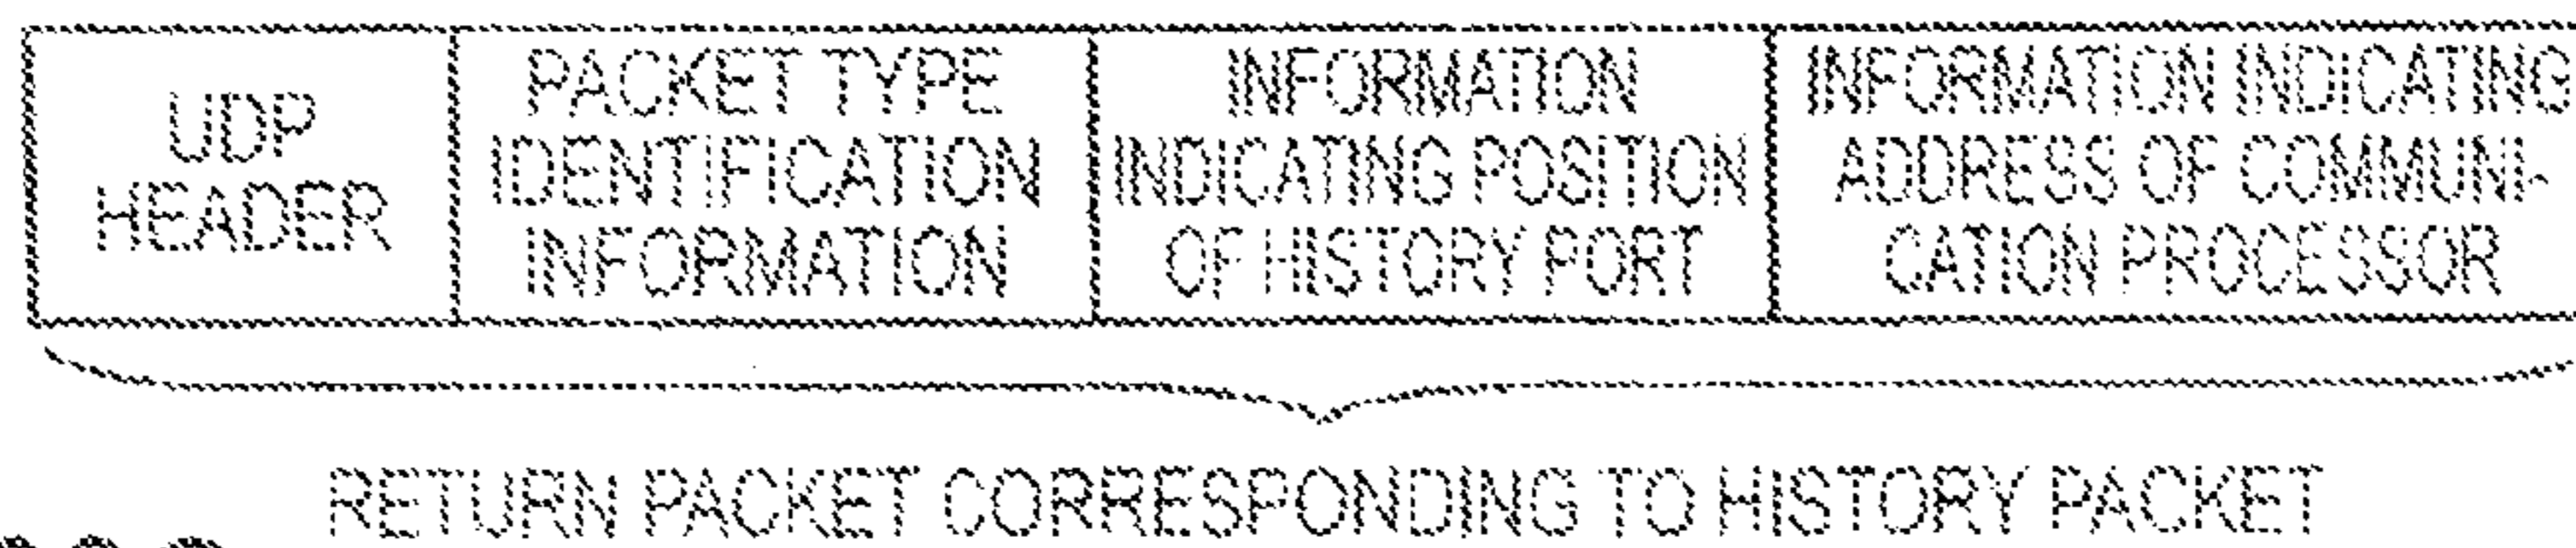 UDP
HEADER
PACKET TYPE
IDENTIFICATION
INFORMATION
INFORMATION
INDICATING POSITION
OF HISTORY PORT
INFORMATION INDICATING
ADDRESS OF COMMUNI-
CATION PROCESSOR
RETURN PACKET CORRESPONDING TO HISTORY PACKET